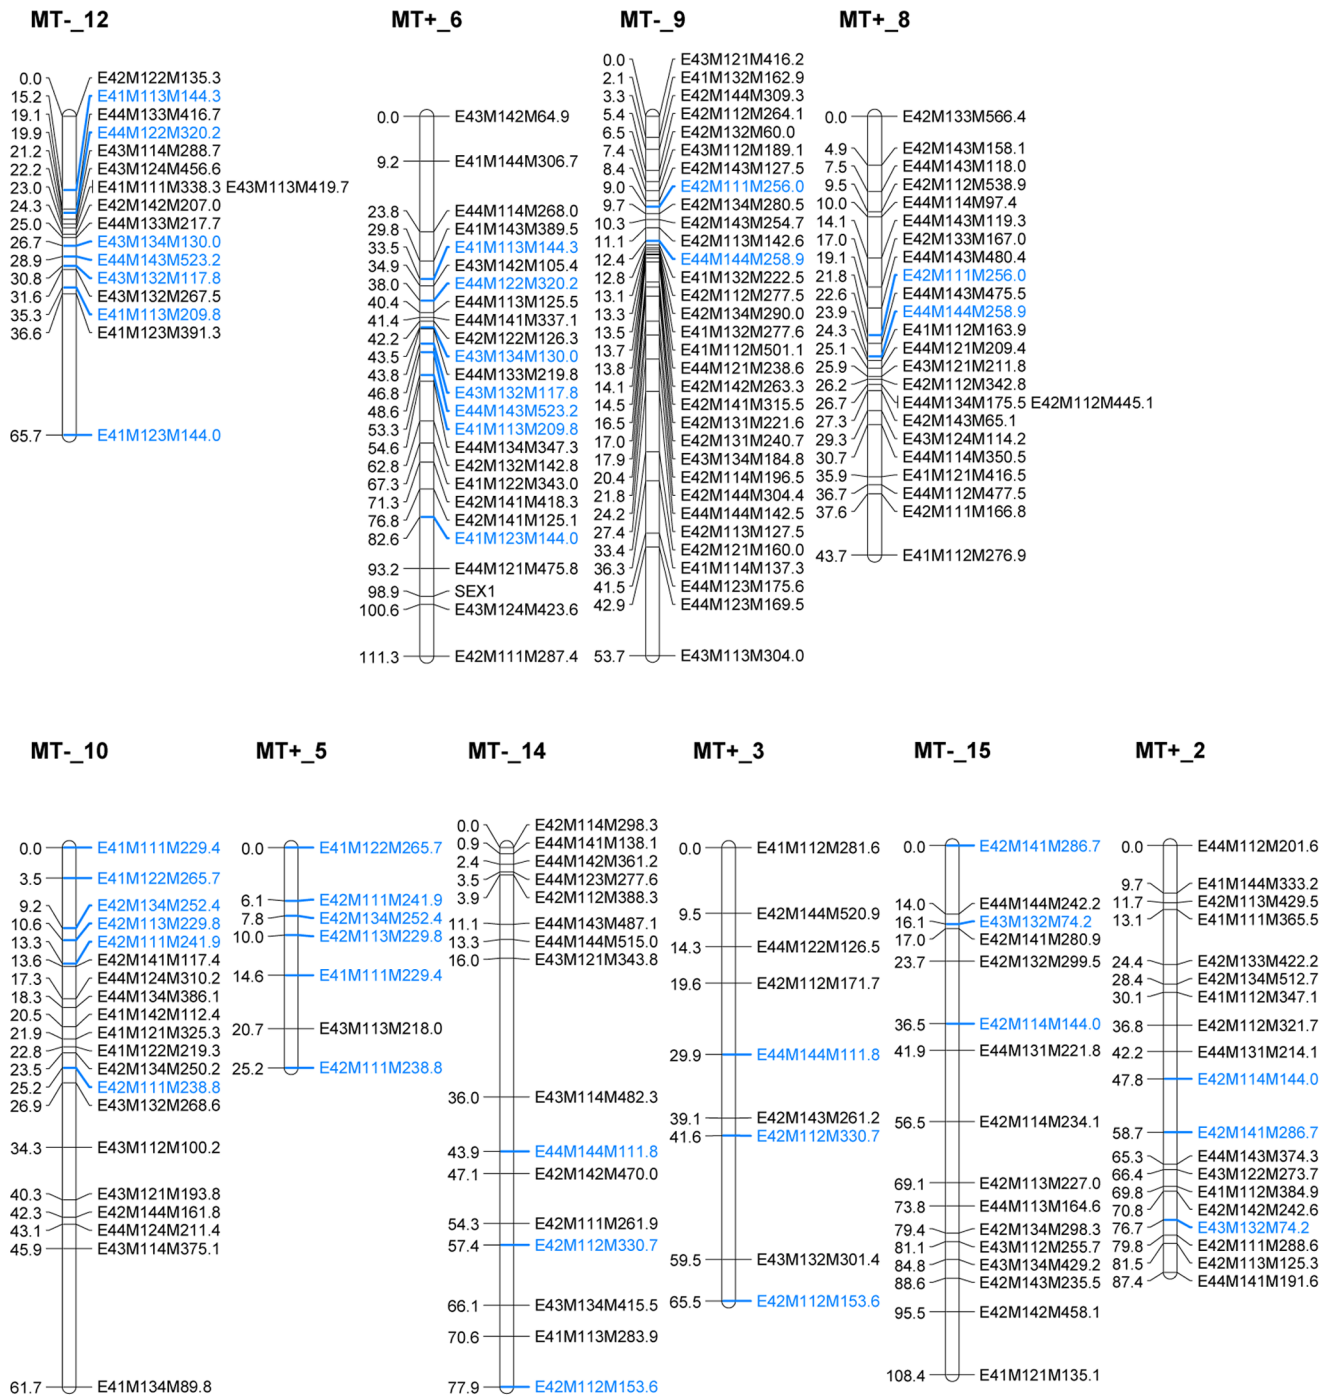 MT-_12
0.0 E42M122M135.3
15.2 E41M113M144.3
19.1 E44M133M416.7
19.9 E44M122M320.2
21.2 E43M114M288.7
22.2 E43M124M456.6
23.0 E41M111M338.3 E43M113M419.7
24.3 E42M142M207.0
25.0 E44M133M217.7
26.7 E43M134M130.0
28.9 E44M143M523.2
30.8 E43M132M117.8
31.6 E43M132M267.5
35.3 E41M113M209.8
36.6 E41M123M391.3
65.7 E41M123M144.0
MT+_6
0.0 E43M142M64.9
9.2 E41M144M306.7
23.8 E44M114M268.0
29.8 E41M143M389.5
33.5 E41M113M144.3
34.9 E43M142M105.4
38.0 E44M122M320.2
40.4 E44M113M125.5
41.4 E44M141M337.1
42.2 E42M122M126.3
43.5 E43M134M130.0
43.8 E44M133M219.8
46.8 E43M132M117.8
48.6 E44M143M523.2
53.3 E41M113M209.8
54.6 E44M134M347.3
62.8 E42M132M142.8
67.3 E41M122M343.0
71.3 E42M141M418.3
76.8 E42M141M125.1
82.6 E41M123M144.0
93.2 E44M121M475.8
98.9 SEX1
100.6 E43M124M423.6
111.3 E42M111M287.4
MT-_9
0.0 E43M121M416.2
2.1 E41M132M162.9
3.3 E42M144M309.3
5.4 E42M112M264.1
6.5 E42M132M60.0
7.4 E43M112M189.1
8.4 E42M143M127.5
9.0 E42M111M256.0
9.7 E42M134M280.5
10.3 E42M143M254.7
11.1 E42M113M142.6
12.4 E44M144M258.9
12.8 E41M132M222.5
13.1 E42M112M277.5
13.3 E42M134M290.0
13.5 E41M132M277.6
13.7 E41M112M501.1
13.8 E44M121M238.6
14.1 E42M142M263.3
14.5 E42M141M315.5
16.5 E42M131M221.6
17.0 E42M131M240.7
17.9 E43M134M184.8
20.4 E42M114M196.5
21.8 E42M144M304.4
24.2 E44M144M142.5
27.4 E42M113M127.5
33.4 E42M121M160.0
36.3 E41M114M137.3
41.5 E44M123M175.6
42.9 E44M123M169.5
53.7 E43M113M304.0
MT+_8
0.0 E42M133M566.4
4.9 E42M143M158.1
7.5 E44M143M118.0
9.5 E42M112M538.9
10.0 E44M114M97.4
14.1 E44M143M119.3
17.0 E42M133M167.0
19.1 E44M143M480.4
21.8 E42M111M256.0
22.6 E44M143M475.5
23.9 E44M144M258.9
24.3 E41M112M163.9
25.1 E44M121M209.4
25.9 E43M121M211.8
26.2 E42M112M342.8
26.7 E44M134M175.5 E42M112M445.1
27.3 E42M143M65.1
29.3 E43M124M114.2
30.7 E44M114M350.5
35.9 E41M121M416.5
36.7 E44M112M477.5
37.6 E42M111M166.8
43.7 E41M112M276.9
MT-_10
0.0 E41M111M229.4
3.5 E41M122M265.7
9.2 E42M134M252.4
10.6 E42M113M229.8
13.3 E42M111M241.9
13.6 E42M141M117.4
17.3 E44M124M310.2
18.3 E44M134M386.1
20.5 E41M142M112.4
21.9 E41M121M325.3
22.8 E41M122M219.3
23.5 E42M134M250.2
25.2 E42M111M238.8
26.9 E43M132M268.6
34.3 E43M112M100.2
40.3 E43M121M193.8
42.3 E42M144M161.8
43.1 E44M124M211.4
45.9 E43M114M375.1
61.7 E41M134M89.8
MT+_5
0.0 E41M122M265.7
6.1 E42M111M241.9
7.8 E42M134M252.4
10.0 E42M113M229.8
14.6 E41M111M229.4
20.7 E43M113M218.0
25.2 E42M111M238.8
MT-_14
0.0 E42M114M298.3
0.9 E44M141M138.1
2.4 E44M142M361.2
3.5 E44M123M277.6
3.9 E42M112M388.3
11.1 E44M143M487.1
13.3 E44M144M515.0
16.0 E43M121M343.8
36.0 E43M114M482.3
43.9 E44M144M111.8
47.1 E42M142M470.0
54.3 E42M111M261.9
57.4 E42M112M330.7
66.1 E43M134M415.5
70.6 E41M113M283.9
77.9 E42M112M153.6
MT+_3
0.0 E41M112M281.6
9.5 E42M144M520.9
14.3 E44M122M126.5
19.6 E42M112M171.7
29.9 E44M144M111.8
39.1 E42M143M261.2
41.6 E42M112M330.7
59.5 E43M132M301.4
65.5 E42M112M153.6
MT-_15
0.0 E42M141M286.7
14.0 E44M144M242.2
16.1 E43M132M74.2
17.0 E42M141M280.9
23.7 E42M132M299.5
36.5 E42M114M144.0
41.9 E44M131M221.8
56.5 E42M114M234.1
69.1 E42M113M227.0
73.8 E44M113M164.6
79.4 E42M134M298.3
81.1 E43M112M255.7
84.8 E43M134M429.2
88.6 E42M143M235.5
95.5 E42M142M458.1
108.4 E41M121M135.1
MT+_2
0.0 E44M112M201.6
9.7 E41M144M333.2
11.7 E42M113M429.5
13.1 E41M111M365.5
24.4 E42M133M422.2
28.4 E42M134M512.7
30.1 E41M112M347.1
36.8 E42M112M321.7
42.2 E44M131M214.1
47.8 E42M114M144.0
58.7 E42M141M286.7
65.3 E44M143M374.3
66.4 E43M122M273.7
69.8 E41M112M384.9
70.8 E42M142M242.6
76.7 E43M132M74.2
79.8 E42M111M288.6
81.5 E42M113M125.3
87.4 E44M141M191.6